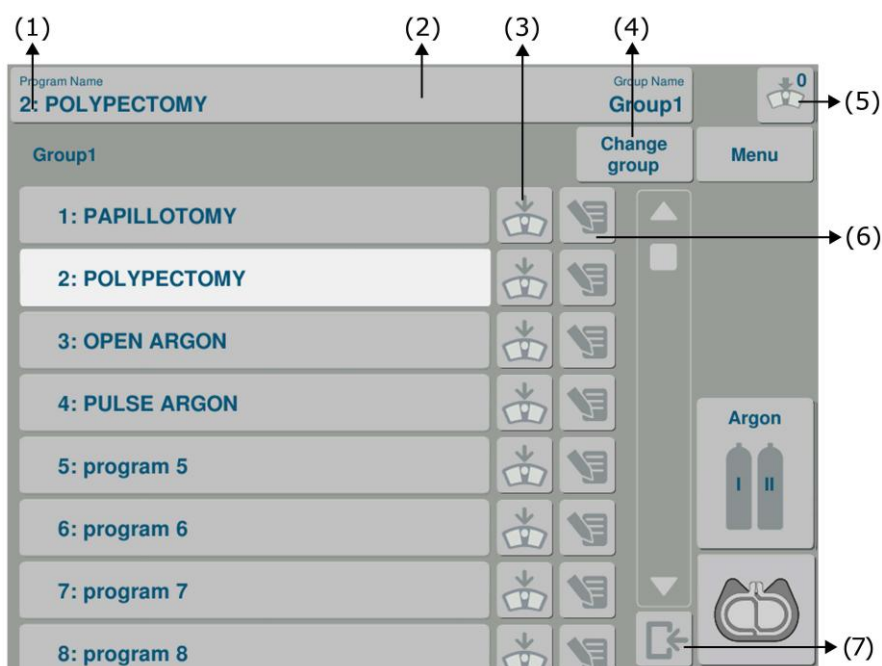 (1)
(2)
(3)
(4)
Program Name
2: POLYPECTOMY
Group Name
Group1
0
(5)
Group1
Change
group
Menu
1: PAPILLOTOMY
(6)
2: POLYPECTOMY
3: OPEN ARGON
4: PULSE ARGON
Argon
I II
5: program 5
6: program 6
7: program 7
8: program 8
(7)